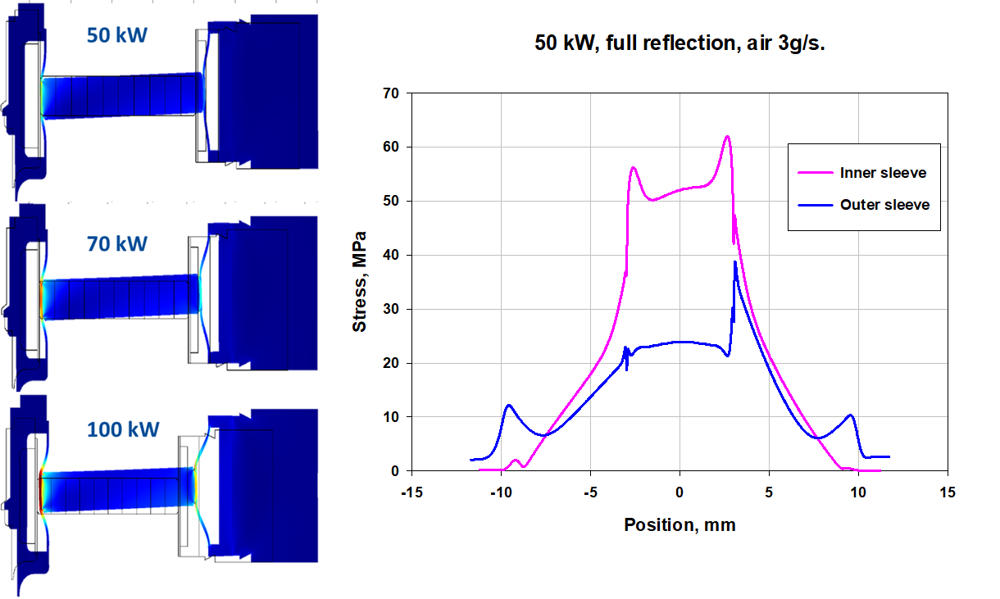 50 kW
70 kW
100 kW
50 kW, full reflection, air 3g/s.
Stress, MPa
70
60
50
40
30
20
10
0
-15
-10
-5
0
5
10
15
Position, mm
Inner sleeve
Outer sleeve